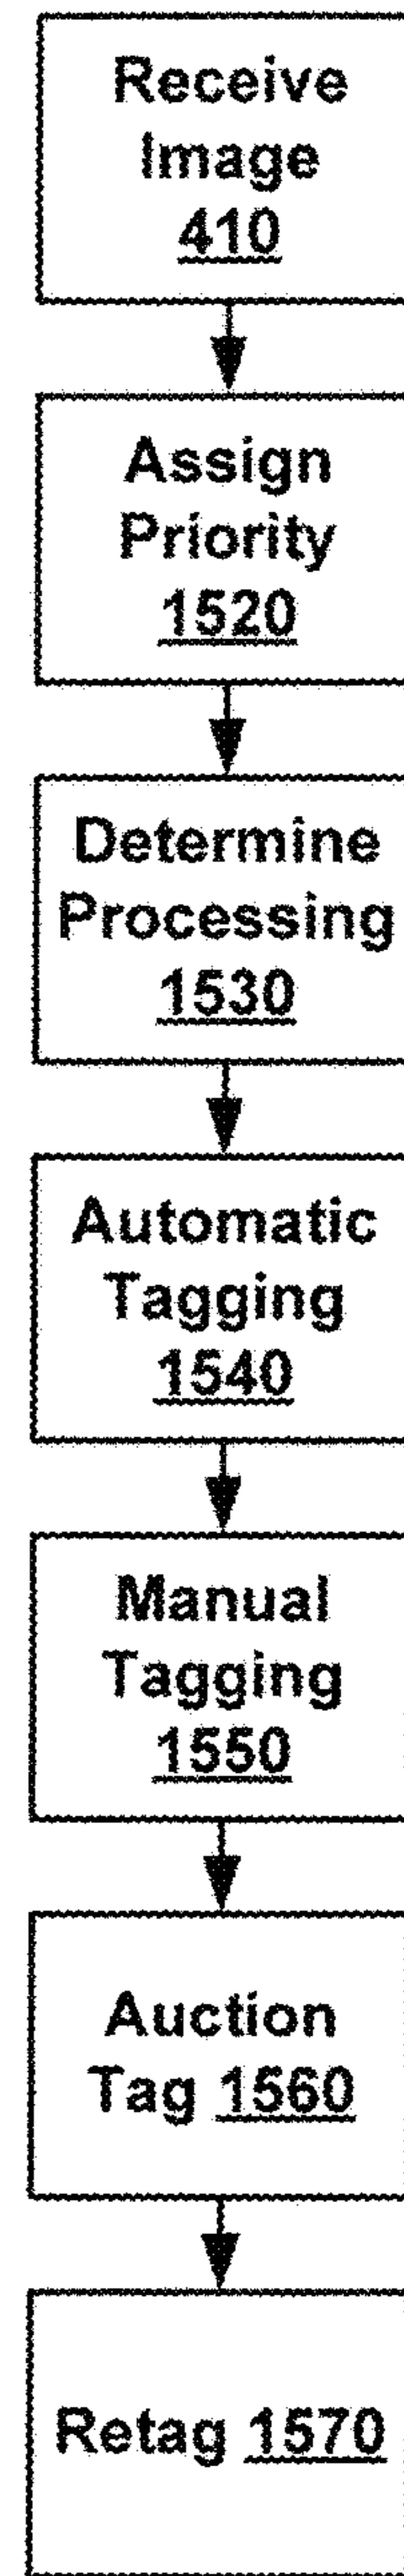 Receive
Image
410
Assign
Priority
1520
Determine
Processing
1530
Automatic
Tagging
1540
Manual
Tagging
1550
Auction
Tag 1560
Retag 1570